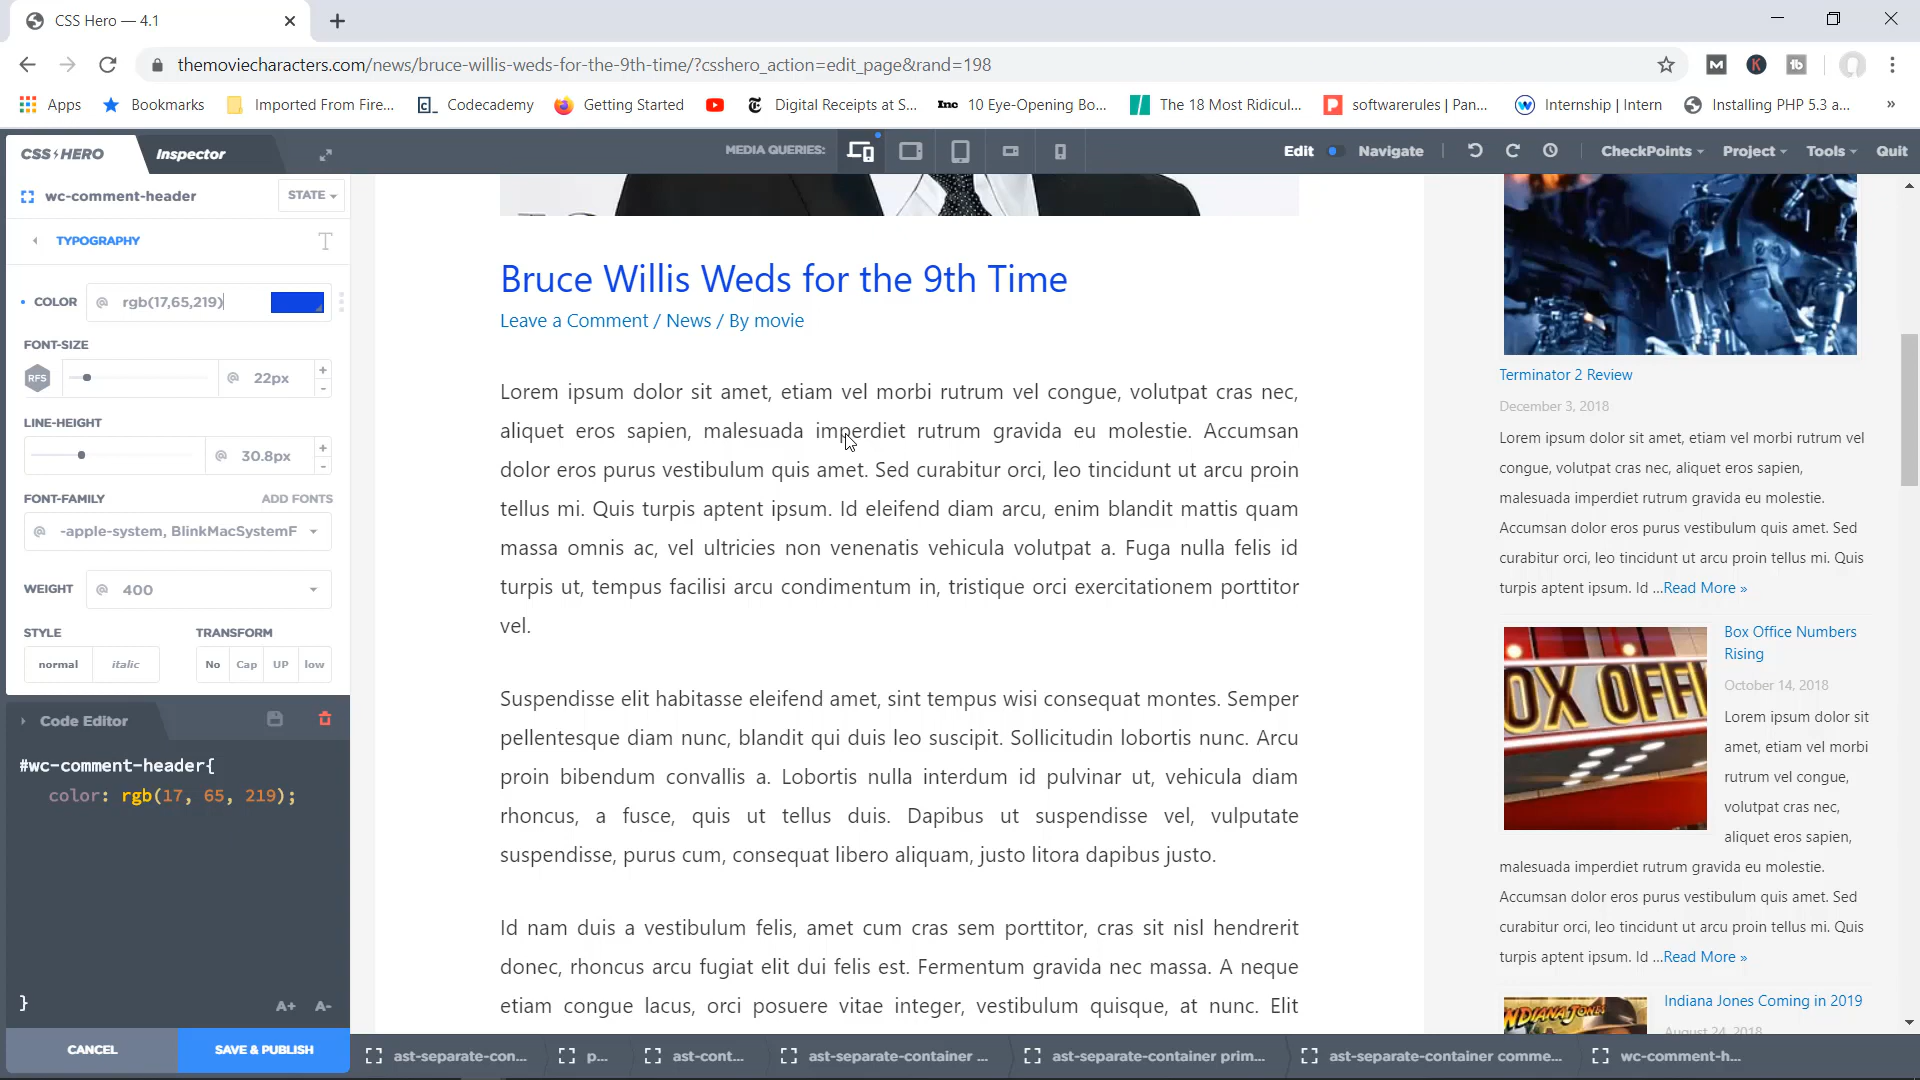 CSS Hero — 4.1
themoviecharacters.com/news/bruce-willis-weds-for-the-9th-time/?csshero_action=edit_page&rand=198
Apps Bookmarks Imported From Fire... Codecademy Getting Started Digital Receipts at S... Inc 10 Eye-Opening Bo... The 18 Most Ridicul... softwarerules | Pan... Internship | Intern Installing PHP 5.3 a... »
CSS HERO Inspector MEDIA QUERIES: Edit Navigate CheckPoints Project Tools Quit
wc-comment-header STATE
TYPOGRAPHY
COLOR @ rgb(17,65,219)
FONT-SIZE
RFS @ 22px + -
LINE-HEIGHT
@ 30.8px + -
FONT-FAMILY ADD FONTS
@ -apple-system, BlinkMacSystemF
WEIGHT @ 400
STYLE TRANSFORM
normal italic No Cap UP low
Code Editor
#wc-comment-header{
color: rgb(17, 65, 219);
}
A+ A-
CANCEL SAVE & PUBLISH
Bruce Willis Weds for the 9th Time
Leave a Comment / News / By movie
Lorem ipsum dolor sit amet, etiam vel morbi rutrum vel congue, volutpat cras nec,
aliquet eros sapien, malesuada imperdiet rutrum gravida eu molestie. Accumsan
dolor eros purus vestibulum quis amet. Sed curabitur orci, leo tincidunt ut arcu proin
tellus mi. Quis turpis aptent ipsum. Id eleifend diam arcu, enim blandit mattis quam
massa omnis ac, vel ultricies non venenatis vehicula volutpat a. Fuga nulla felis id
turpis ut, tempus facilisi arcu condimentum in, tristique orci exercitationem porttitor
vel.
Suspendisse elit habitasse eleifend amet, sint tempus wisi consequat montes. Semper
pellentesque diam nunc, blandit qui duis leo suscipit. Sollicitudin lobortis nunc. Arcu
proin bibendum convallis a. Lobortis nulla interdum id pulvinar ut, vehicula diam
rhoncus, a fusce, quis ut tellus duis. Dapibus ut suspendisse vel, vulputate
suspendisse, purus cum, consequat libero aliquam, justo litora dapibus justo.
Id nam duis a vestibulum felis, amet cum cras sem porttitor, cras sit nisl hendrerit
donec, rhoncus arcu fugiat elit dui felis est. Fermentum gravida nec massa. A neque
etiam congue lacus, orci posuere vitae integer, vestibulum quisque, at nunc. Elit
Terminator 2 Review
December 3, 2018
Lorem ipsum dolor sit amet, etiam vel morbi rutrum vel
congue, volutpat cras nec, aliquet eros sapien,
malesuada imperdiet rutrum gravida eu molestie.
Accumsan dolor eros purus vestibulum quis amet. Sed
curabitur orci, leo tincidunt ut arcu proin tellus mi. Quis
turpis aptent ipsum. Id ...Read More »
BOX OFFI
Box Office Numbers
Rising
October 14, 2018
Lorem ipsum dolor sit
amet, etiam vel morbi
rutrum vel congue,
volutpat cras nec,
aliquet eros sapien,
malesuada imperdiet rutrum gravida eu molestie.
Accumsan dolor eros purus vestibulum quis amet. Sed
curabitur orci, leo tincidunt ut arcu proin tellus mi. Quis
turpis aptent ipsum. Id ...Read More »
INDIANA JONES
Indiana Jones Coming in 2019
August 24, 2018
ast-separate-con... p... ast-cont... ast-separate-container ... ast-separate-container prim... ast-separate-container comme... wc-comment-h...